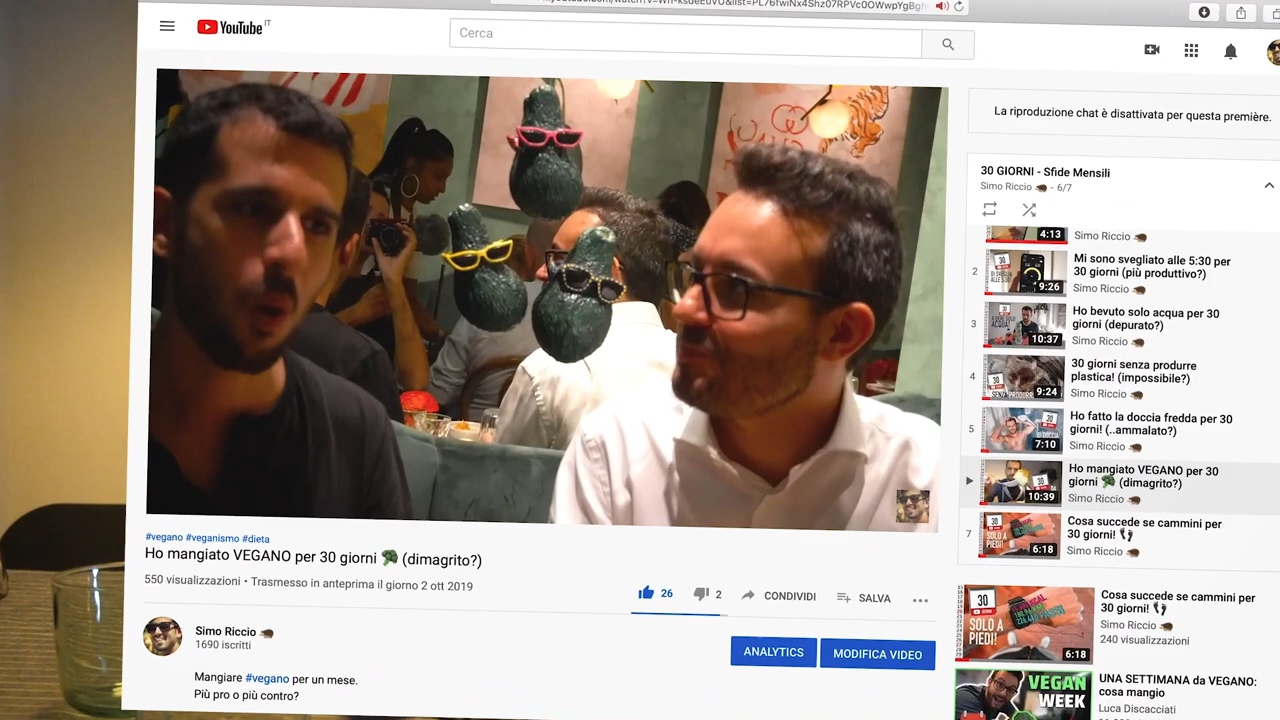 YouTube IT
Cerca
La riproduzione chat è disattivata per questa première.
30 GIORNI - Sfide Mensili
Simo Riccio 🦔 - 6/7
4:13
Simo Riccio 🦔
2
Mi sono svegliato alle 5:30 per
30 giorni (più produttivo?)
Simo Riccio 🦔
9:26
3
Ho bevuto solo acqua per 30
giorni (depurato?)
Simo Riccio 🦔
10:37
4
30 giorni senza produrre
plastica! (impossibile?)
Simo Riccio 🦔
9:24
5
Ho fatto la doccia fredda per 30
giorni! (..ammalato?)
Simo Riccio 🦔
7:10
Ho mangiato VEGANO per 30
giorni 🥦 (dimagrito?)
Simo Riccio 🦔
10:39
7
Cosa succede se cammini per
30 giorni! 👣
Simo Riccio 🦔
SOLO A
PIEDI!
6:18
#vegano #veganismo #dieta
Ho mangiato VEGANO per 30 giorni 🥦 (dimagrito?)
550 visualizzazioni • Trasmesso in anteprima il giorno 2 ott 2019
26
2
CONDIVIDI
SALVA
Simo Riccio 🦔
1690 iscritti
ANALYTICS
MODIFICA VIDEO
Mangiare #vegano per un mese.
Più pro o più contro?
30
SOLO A
PIEDI!
6:18
Cosa succede se cammini per
30 giorni! 👣
Simo Riccio 🦔
240 visualizzazioni
VEGAN
WEEK
UNA SETTIMANA da VEGANO:
cosa mangio
Luca Discacciati